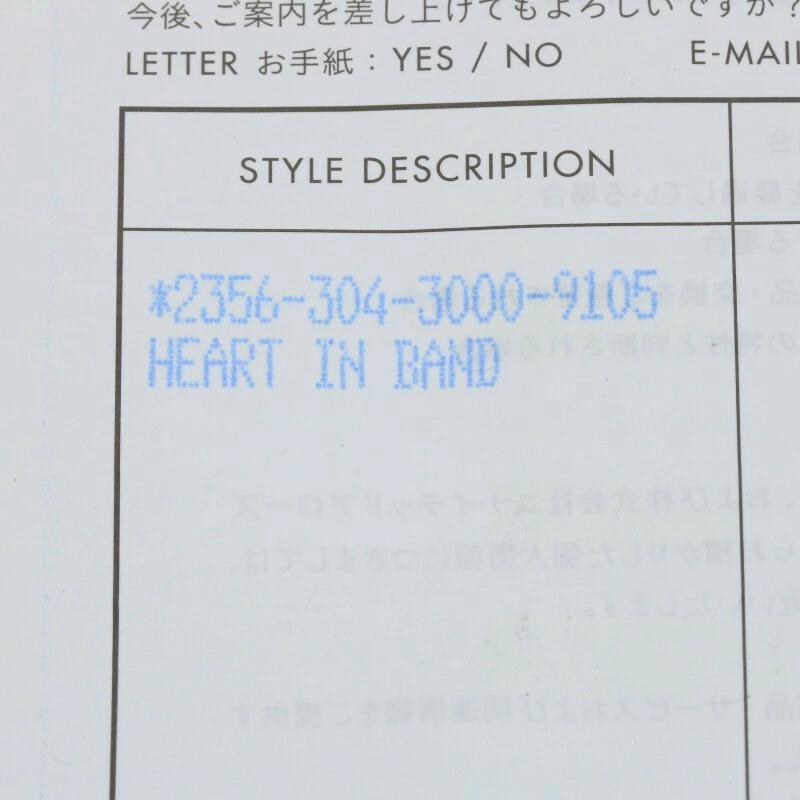 今後、ご案内を差し上げてもよろしいですか?
LETTER お手紙 : YES / NO E-MAIL
STYLE DESCRIPTION
*2356-304-3000-9105
HEART IN BAND